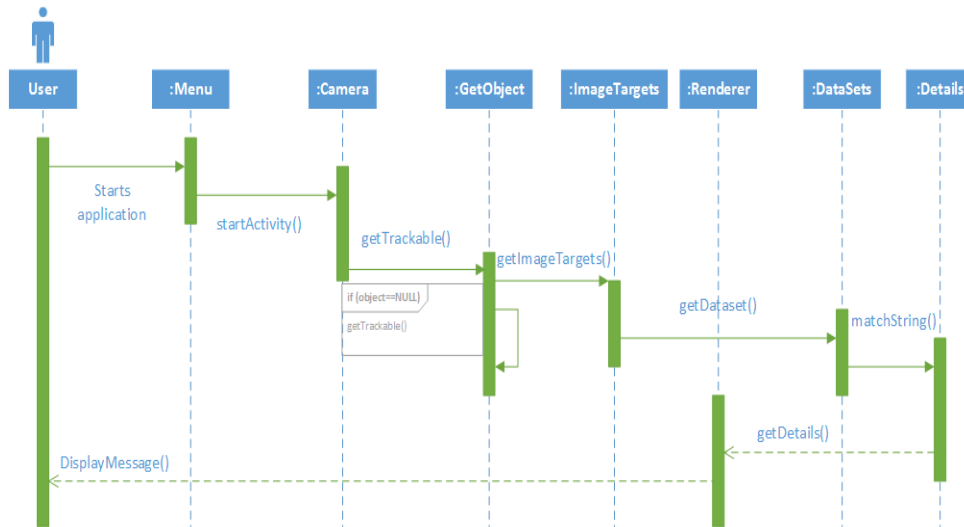 User
:Menu
:Camera
:GetObject
:ImageTargets
:Renderer
:DataSets
:Details
Starts
application
startActivity()
getTrackable()
getImageTargets()
if (object==NULL)
getTrackable()
getDataset()
matchString()
getDetails()
DisplayMessage()